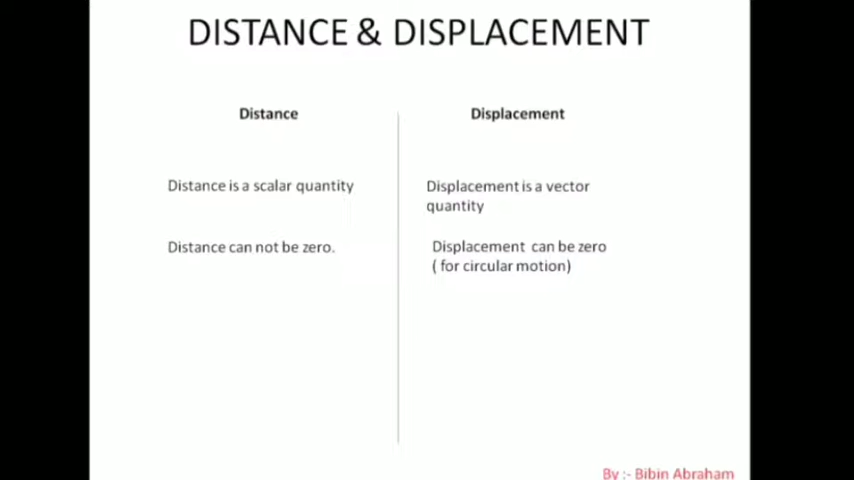 DISTANCE & DISPLACEMENT
Distance
Displacement
Distance is a scalar quantity
Displacement is a vector
quantity
Distance can not be zero.
Displacement can be zero
( for circular motion)
By :- Bibin Abraham